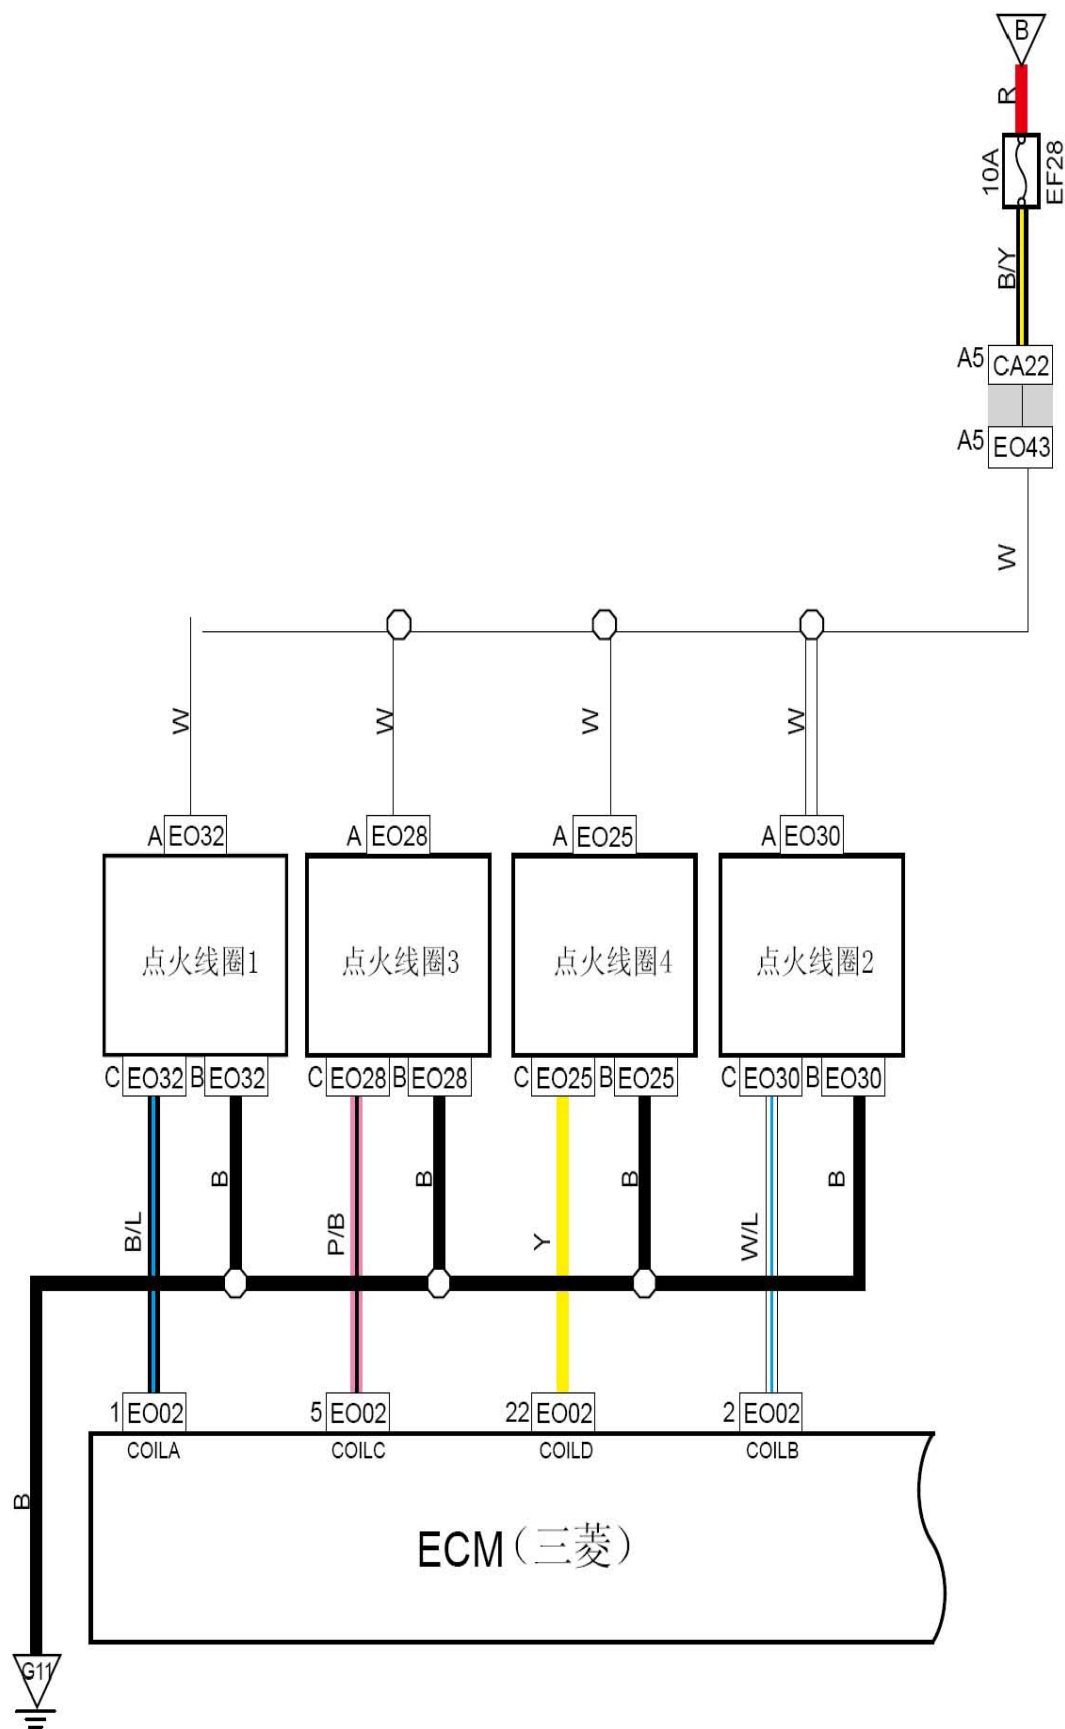 B
R
10A
EF28
B/Y
A5 CA22
A5 EO43
W
W W W W
A EO32 A EO28 A EO25 A EO30
点火线圈1 点火线圈3 点火线圈4 点火线圈2
C EO32 B EO32 C EO28 B EO28 C EO25 B EO25 C EO30 B EO30
B B B B
B/L P/B Y W/L
1 EO02 5 EO02 22 EO02 2 EO02
COILA COILC COILD COILB
B
ECM(三菱)
G11